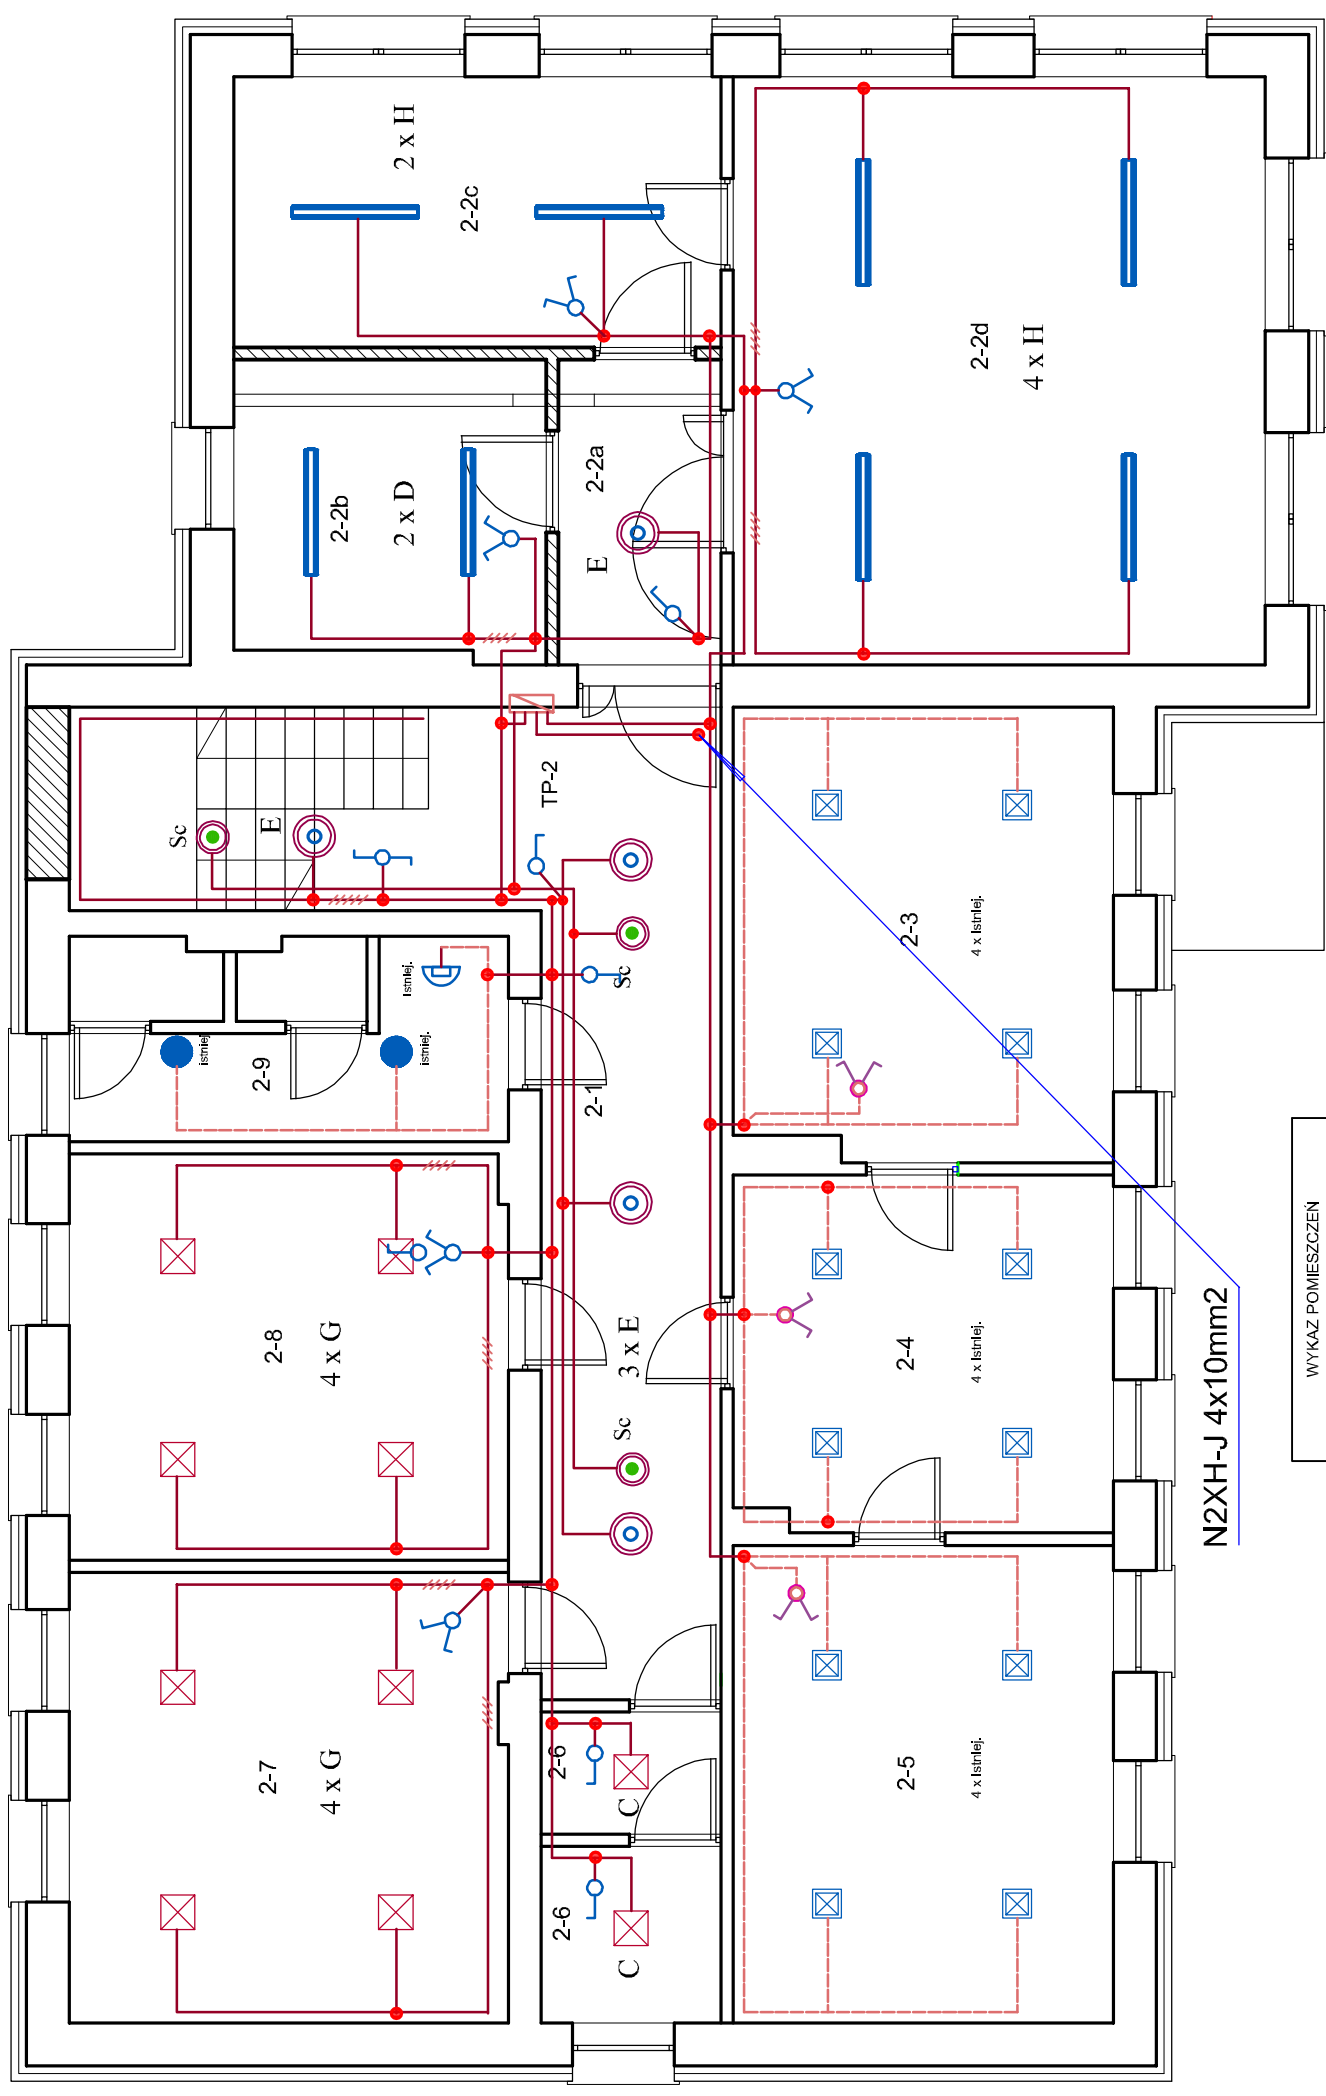 2 x H
2-2c
2-2d
4 x H
2-2b
2 x D
2-2a
E
Sc
E
TP-2
2-3
4 x Istniej.
Sc
Istniej.
istniej.
istniej.
2-9
2-1
2-8
4 x G
3 x E
2-4
4 x Istniej.
Sc
N2XH-J 4x10mm2
WYKAZ POMIESZCZEŃ
2-7
4 x G
2-6
C
2-5
4 x Istniej.
2-6
C